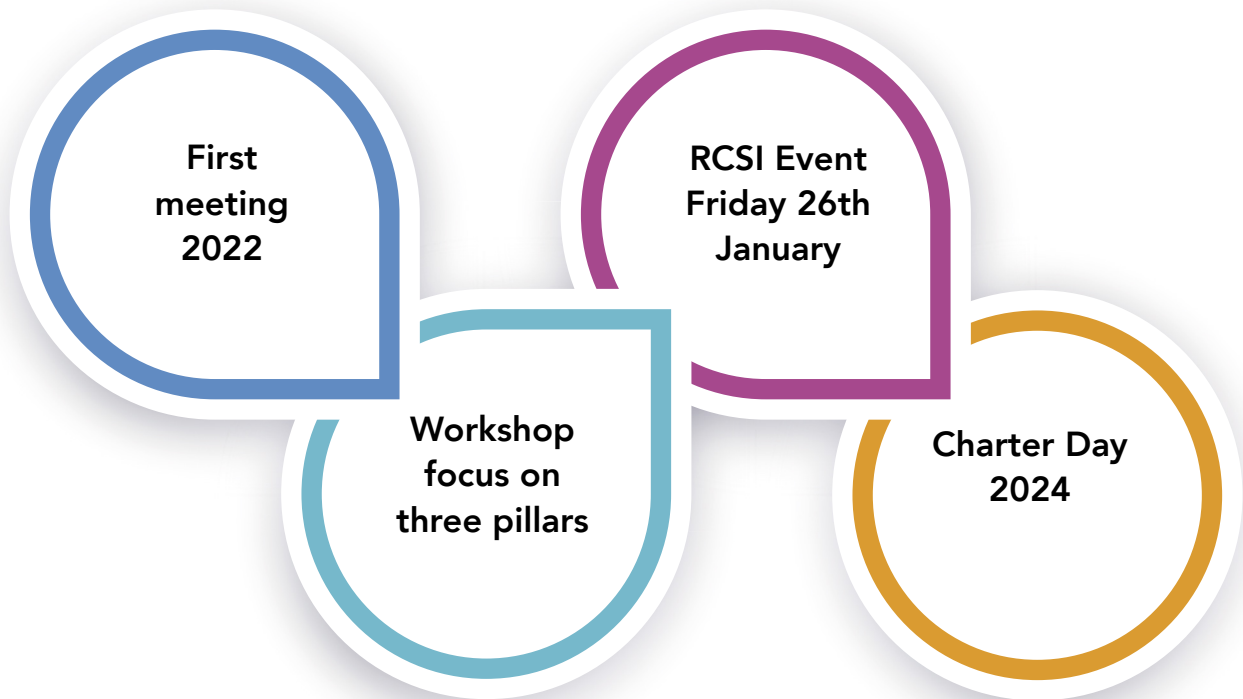 First
meeting
2022
Workshop
focus on
three pillars
RCSI Event
Friday 26th
January
Charter Day
2024